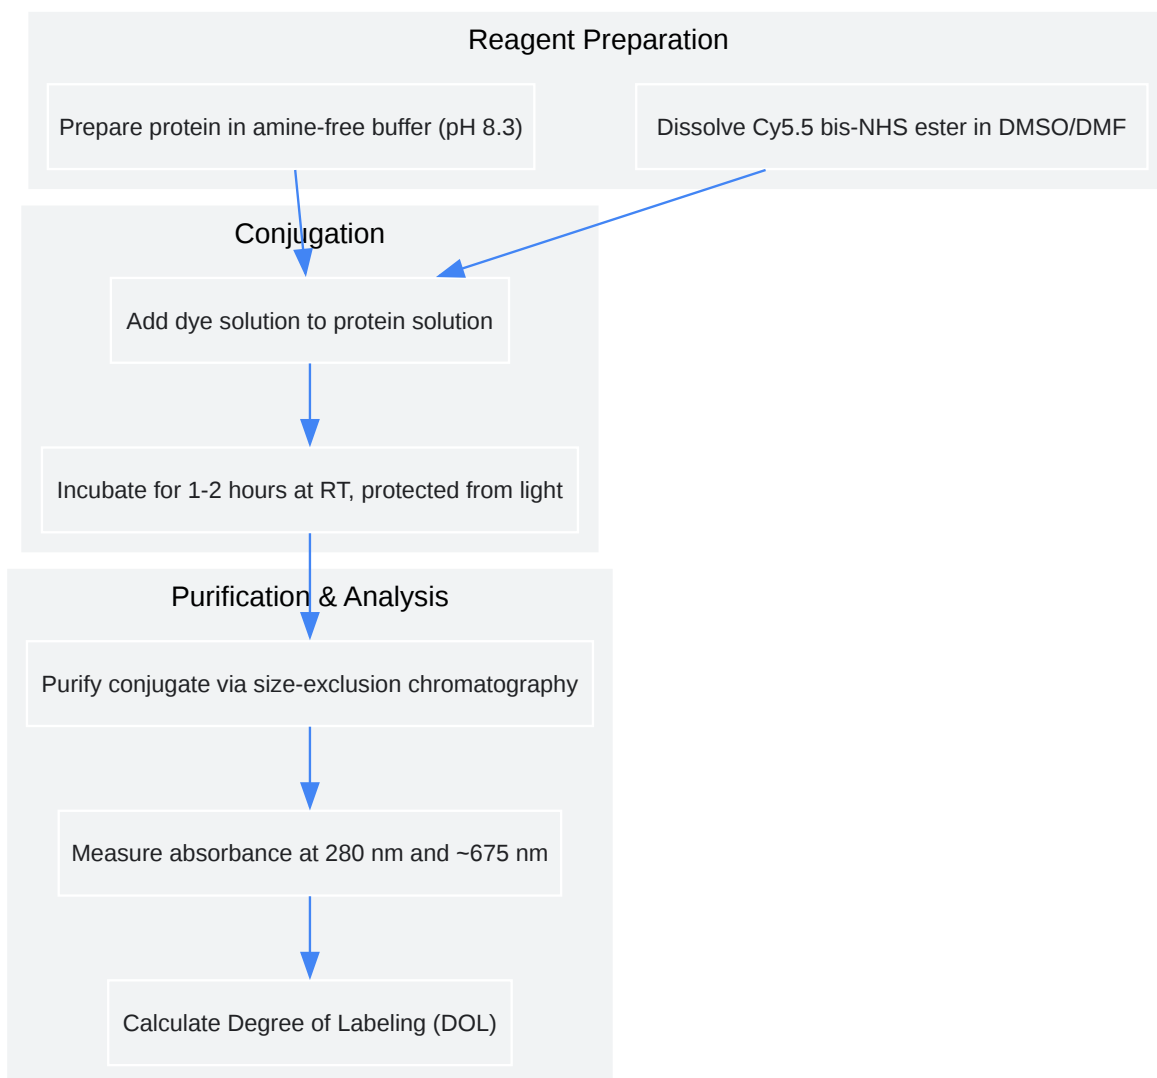 Reagent Preparation
Prepare protein in amine-free buffer (pH 8.3)
Dissolve Cy5.5 bis-NHS ester in DMSO/DMF
Conjugation
Add dye solution to protein solution
Incubate for 1-2 hours at RT, protected from light
Purification & Analysis
Purify conjugate via size-exclusion chromatography
Measure absorbance at 280 nm and ~675 nm
Calculate Degree of Labeling (DOL)